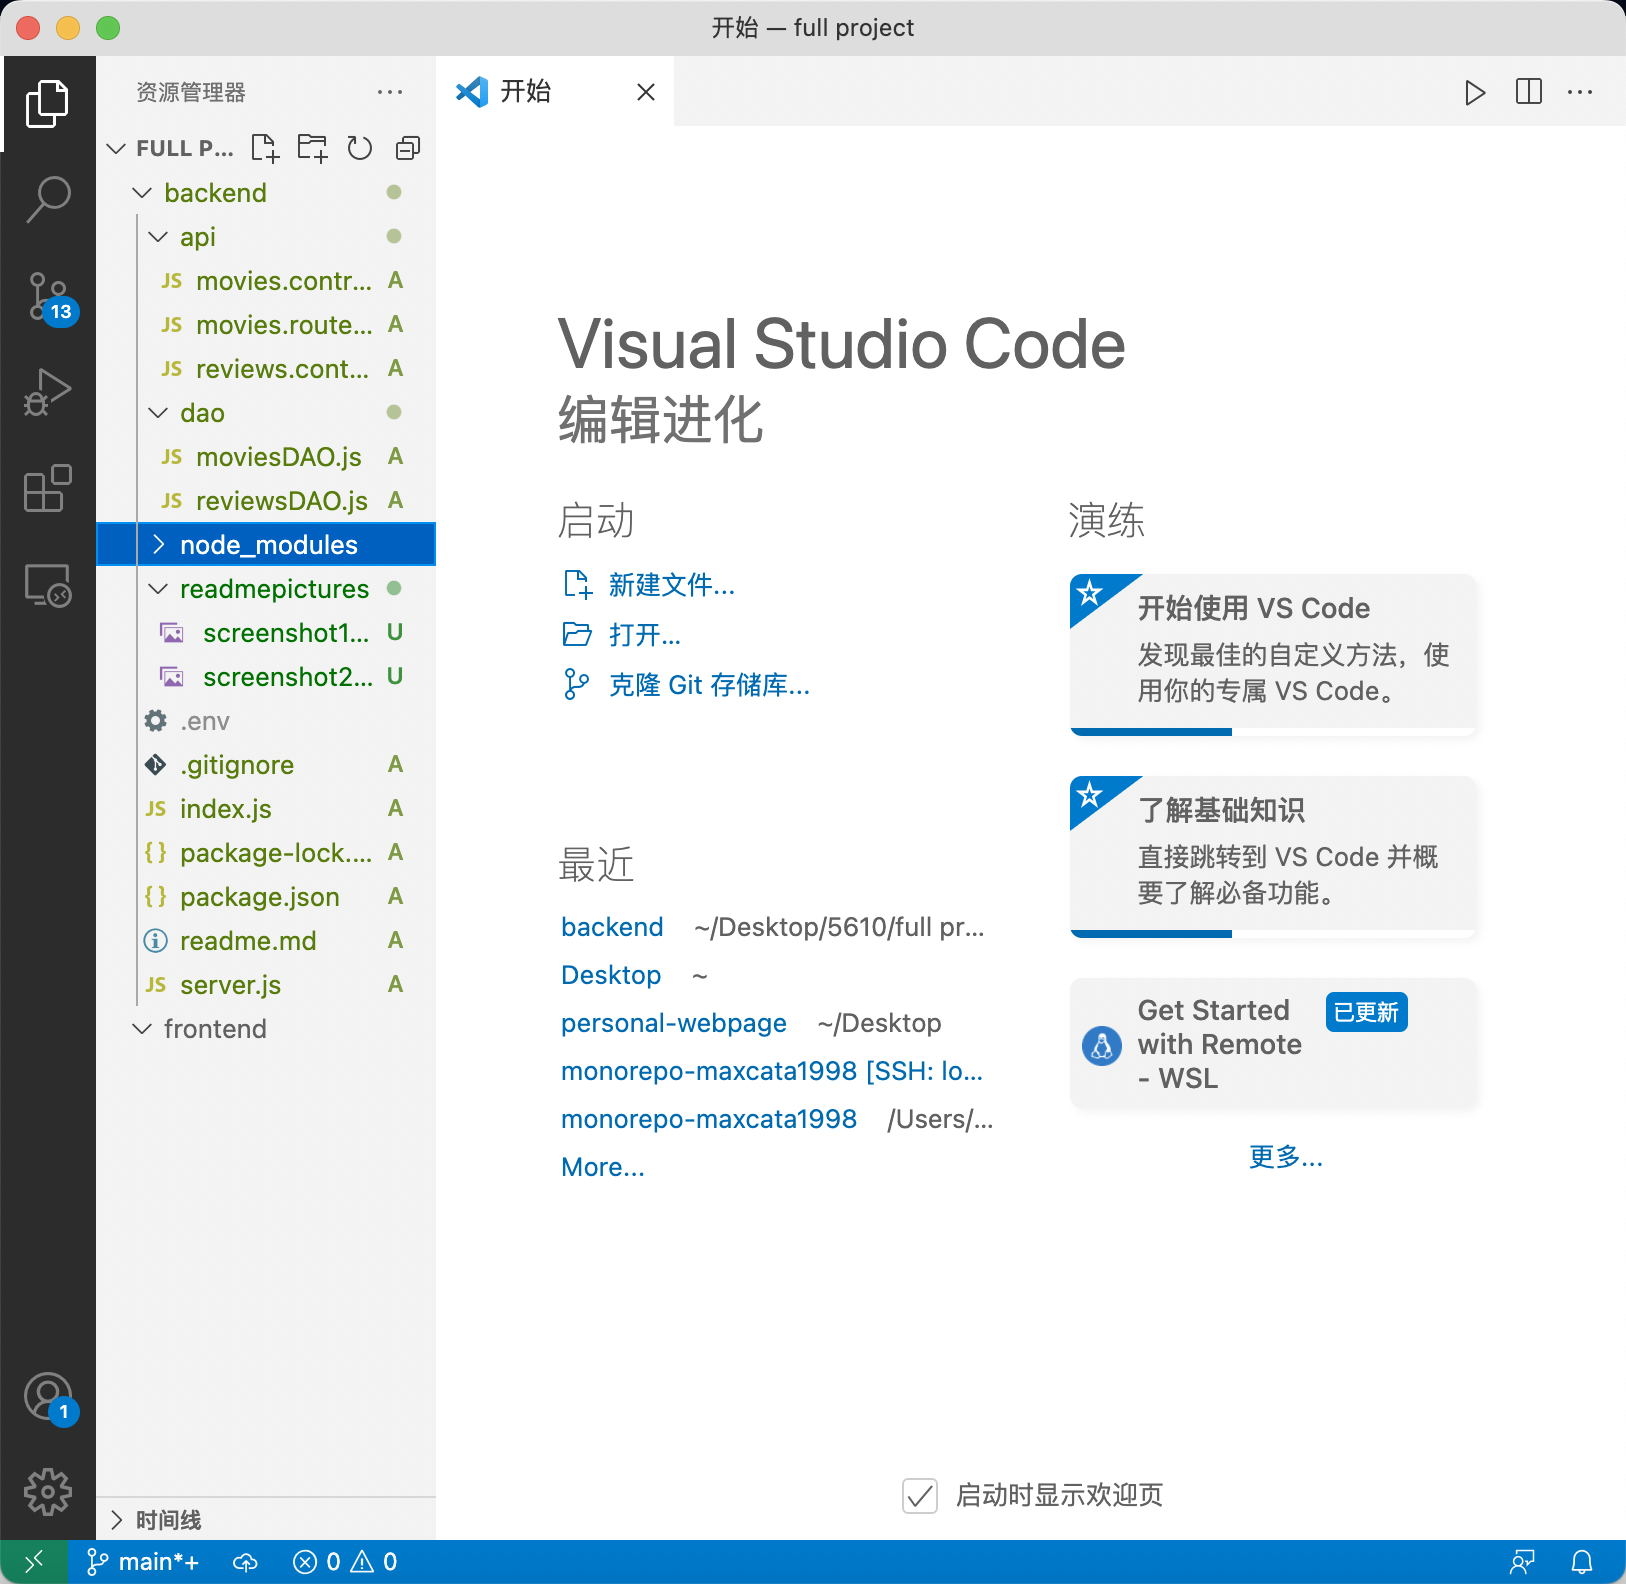 开始 — full project
资源管理器
开始
FULL P...
backend
api
JS movies.contr... A
JS movies.route... A
JS reviews.cont... A
dao
JS moviesDAO.js A
JS reviewsDAO.js A
node_modules
readmepictures
screenshot1... U
screenshot2... U
.env
.gitignore A
JS index.js A
{ } package-lock.... A
{ } package.json A
readme.md A
JS server.js A
frontend
时间线
13
1
Visual Studio Code
编辑进化
启动
新建文件...
打开...
克隆 Git 存储库...
最近
backend ~/Desktop/5610/full pr...
Desktop ~
personal-webpage ~/Desktop
monorepo-maxcata1998 [SSH: lo...
monorepo-maxcata1998 /Users/...
More...
演练
开始使用 VS Code
发现最佳的自定义方法，使
用你的专属 VS Code。
了解基础知识
直接跳转到 VS Code 并概
要了解必备功能。
Get Started
with Remote
- WSL
已更新
更多...
启动时显示欢迎页
main*+ 0 0